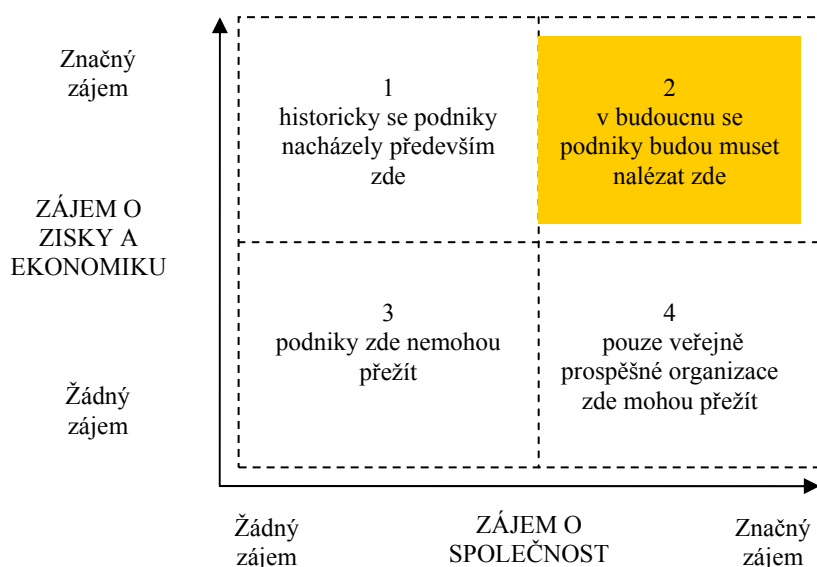 Značný
zájem
1
historicky se podniky
nacházely především
zde
2
v budoucnu se
podniky budou muset
nalézat zde
ZÁJEM O
ZISKY A
EKONOMIKU
3
podniky zde nemohou
přežít
4
pouze veřejně
prospěšné organizace
zde mohou přežít
Žádný
zájem
Žádný
zájem
ZÁJEM O
SPOLEČNOST
Značný
zájem